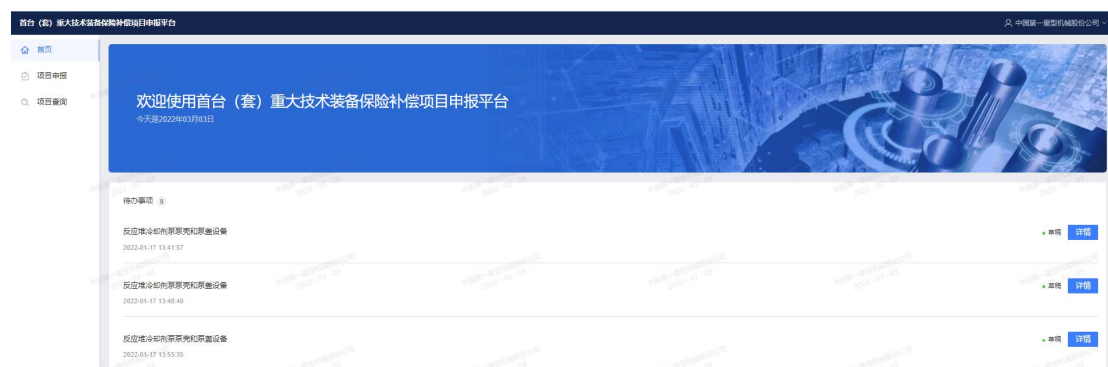 首台（套）重大技术装备保险补偿项目申报平台
中国第一重型机械股份公司
首页
项目申报
项目查询
欢迎使用首台（套）重大技术装备保险补偿项目申报平台
今天是2022年03月03日
待办事项 9
反应堆冷却剂泵泵壳和泵盖设备
草稿 详情
2022-01-17 13:41:57
反应堆冷却剂泵泵壳和泵盖设备
草稿 详情
2022-01-17 13:48:40
反应堆冷却剂泵泵壳和泵盖设备
草稿 详情
2022-01-17 13:55:35